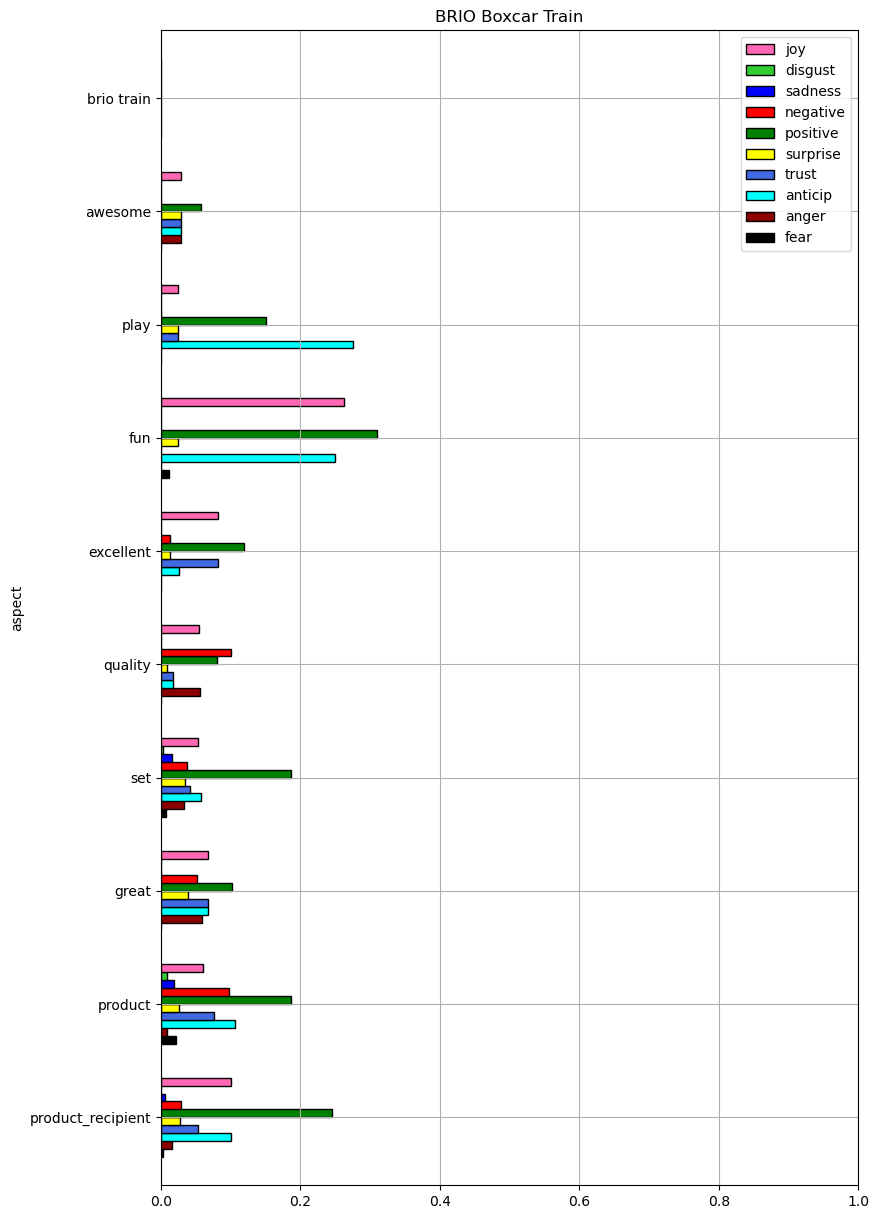 BRIO Boxcar Train
joy
disgust
sadness
negative
positive
surprise
trust
anticip
anger
fear
brio train
awesome
play
fun
excellent
quality
set
great
product
product_recipient
aspect
0.0 0.2 0.4 0.6 0.8 1.0